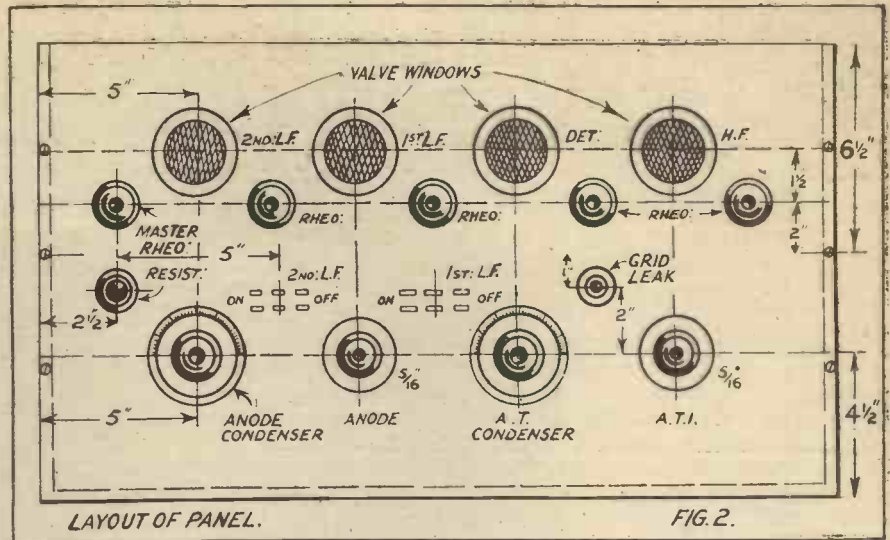 VALVE WINDOWS
5"
2ND: L.F.
1ST: L.F.
DET:
H.F.
6½"
1½
MASTER
RHEO:
RHEO:
RHEO:
RHEO:
2"
5"
RESIST:
2ND: L.F.
1ST: L.F.
1"
GRID
LEAK
ON
OFF
ON
OFF
2"
2½"
5/16"
5/16"
5"
ANODE
CONDENSER
ANODE
A.T.
CONDENSER
A.T.I.
4½"
LAYOUT OF PANEL.
FIG. 2.